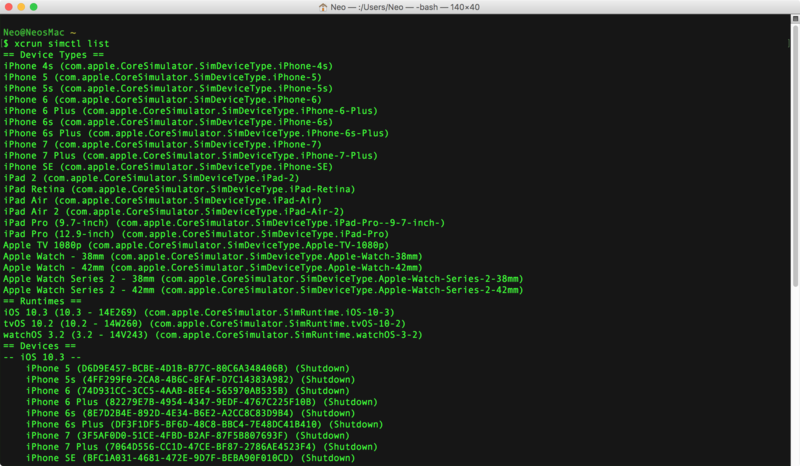 Neo — :/Users/Neo — -bash — 140×40
Neo@NeosMac ~
$ xcrun simctl list
== Device Types ==
iPhone 4s (com.apple.CoreSimulator.SimDeviceType.iPhone-4s)
iPhone 5 (com.apple.CoreSimulator.SimDeviceType.iPhone-5)
iPhone 5s (com.apple.CoreSimulator.SimDeviceType.iPhone-5s)
iPhone 6 (com.apple.CoreSimulator.SimDeviceType.iPhone-6)
iPhone 6 Plus (com.apple.CoreSimulator.SimDeviceType.iPhone-6-Plus)
iPhone 6s (com.apple.CoreSimulator.SimDeviceType.iPhone-6s)
iPhone 6s Plus (com.apple.CoreSimulator.SimDeviceType.iPhone-6s-Plus)
iPhone 7 (com.apple.CoreSimulator.SimDeviceType.iPhone-7)
iPhone 7 Plus (com.apple.CoreSimulator.SimDeviceType.iPhone-7-Plus)
iPhone SE (com.apple.CoreSimulator.SimDeviceType.iPhone-SE)
iPad 2 (com.apple.CoreSimulator.SimDeviceType.iPad-2)
iPad Retina (com.apple.CoreSimulator.SimDeviceType.iPad-Retina)
iPad Air (com.apple.CoreSimulator.SimDeviceType.iPad-Air)
iPad Air 2 (com.apple.CoreSimulator.SimDeviceType.iPad-Air-2)
iPad Pro (9.7-inch) (com.apple.CoreSimulator.SimDeviceType.iPad-Pro--9-7-inch-)
iPad Pro (12.9-inch) (com.apple.CoreSimulator.SimDeviceType.iPad-Pro)
Apple TV 1080p (com.apple.CoreSimulator.SimDeviceType.Apple-TV-1080p)
Apple Watch - 38mm (com.apple.CoreSimulator.SimDeviceType.Apple-Watch-38mm)
Apple Watch - 42mm (com.apple.CoreSimulator.SimDeviceType.Apple-Watch-42mm)
Apple Watch Series 2 - 38mm (com.apple.CoreSimulator.SimDeviceType.Apple-Watch-Series-2-38mm)
Apple Watch Series 2 - 42mm (com.apple.CoreSimulator.SimDeviceType.Apple-Watch-Series-2-42mm)
== Runtimes ==
iOS 10.3 (10.3 - 14E269) (com.apple.CoreSimulator.SimRuntime.iOS-10-3)
tvOS 10.2 (10.2 - 14W260) (com.apple.CoreSimulator.SimRuntime.tvOS-10-2)
watchOS 3.2 (3.2 - 14V243) (com.apple.CoreSimulator.SimRuntime.watchOS-3-2)
== Devices ==
-- iOS 10.3 --
iPhone 5 (D6D9E457-BCBE-4D1B-B77C-80C6A348406B) (Shutdown)
iPhone 5s (4FF299F0-2CA8-4B6C-8FAF-D7C14383A982) (Shutdown)
iPhone 6 (74D931CC-3CC5-4AAB-8EE4-565970AB535B) (Shutdown)
iPhone 6 Plus (82279E7B-4954-4347-9EDF-4767C225F10B) (Shutdown)
iPhone 6s (8E7D2B4E-892D-4E34-B6E2-A2CC8C83D9B4) (Shutdown)
iPhone 6s Plus (DF3F1DF5-BF6D-48C8-BBC4-7E48DC41B410) (Shutdown)
iPhone 7 (3F5AF0D0-51CE-4FBD-B2AF-87F5B807693F) (Shutdown)
iPhone 7 Plus (7064D556-CC1D-47CE-BF87-2786AE4523F4) (Shutdown)
iPhone SE (BFC1A031-4681-472E-9D7F-BEBA90F010CD) (Shutdown)